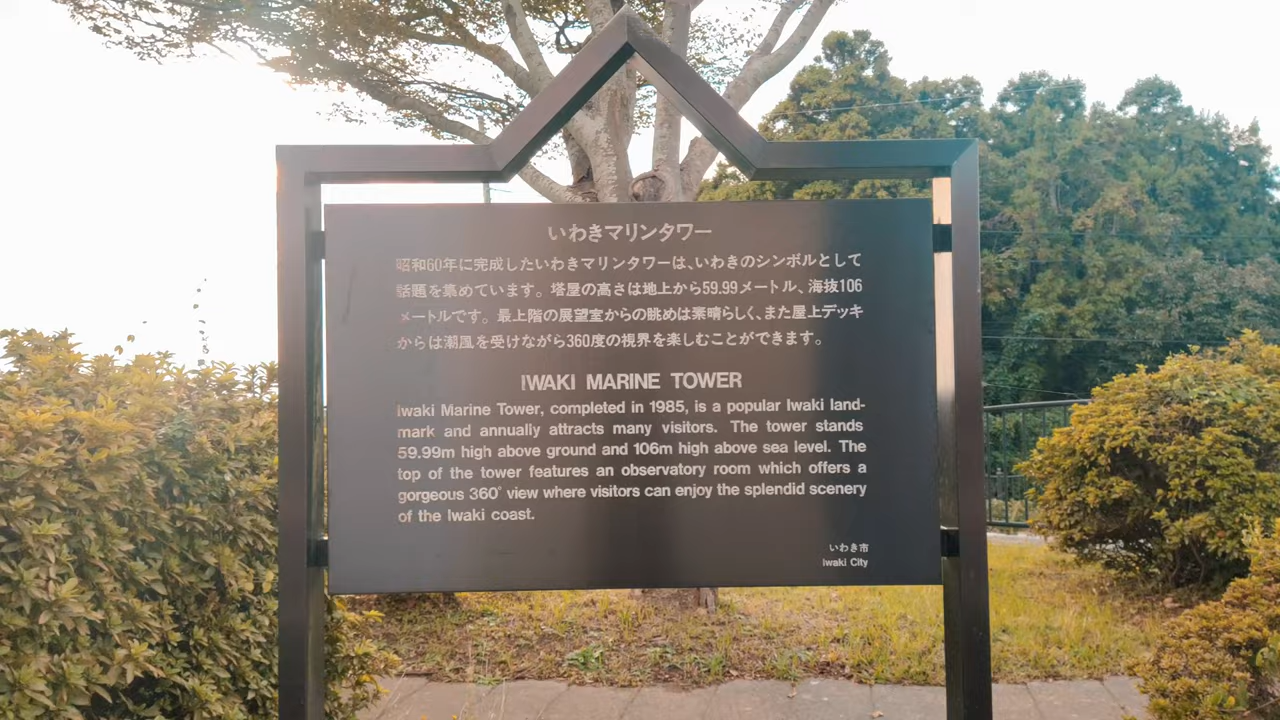 いわきマリンタワー
昭和60年に完成したいわきマリンタワーは、いわきのシンボルとして
話題を集めています。塔屋の高さは地上から59.99メートル、海抜106
メートルです。最上階の展望室からの眺めは素晴らしく、また屋上デッキ
からは潮風を受けながら360度の視界を楽しむことができます。
IWAKI MARINE TOWER
Iwaki Marine Tower, completed in 1985, is a popular Iwaki land-
mark and annually attracts many visitors. The tower stands
59.99m high above ground and 106m high above sea level. The
top of the tower features an observatory room which offers a
gorgeous 360° view where visitors can enjoy the splendid scenery
of the Iwaki coast.
いわき市
Iwaki City